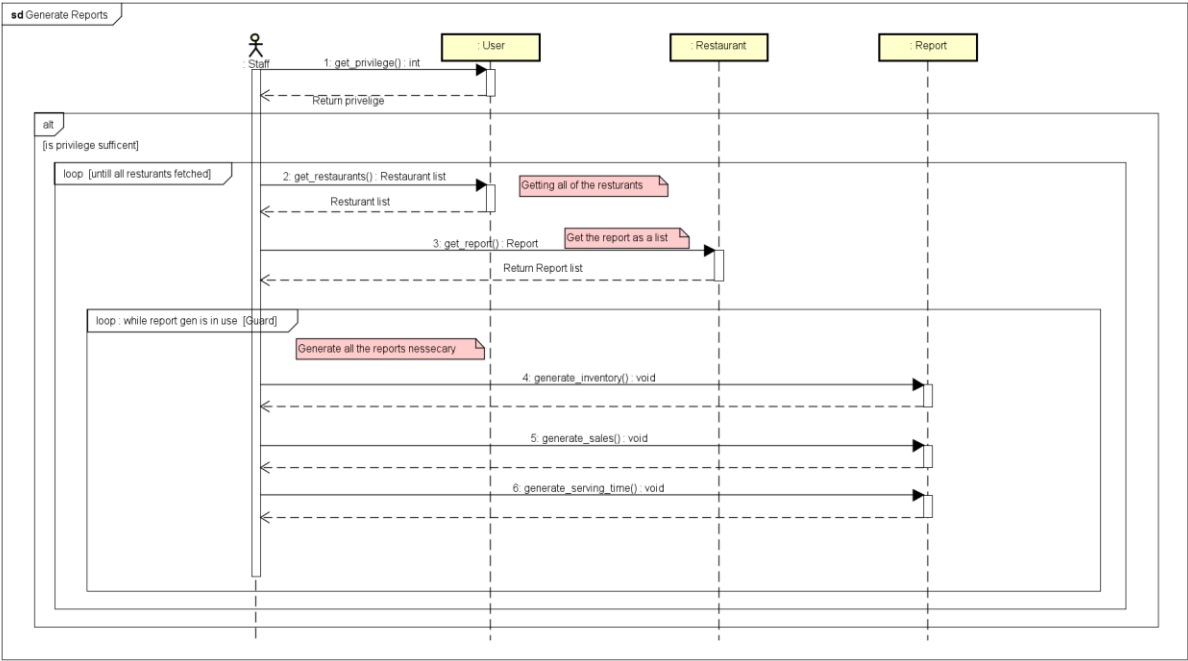 sd Generate Reports
: Staff
: User
: Restaurant
: Report
1: get_privilege() : int
Return privelige
alt
[is privilege sufficent]
loop [untill all resturants fetched]
2: get_restaurants() : Restaurant list
Getting all of the resturants
Resturant list
3: get_report() : Report
Get the report as a list
Return Report list
loop : while report gen is in use [Guard]
Generate all the reports nessecary
4: generate_inventory() : void
5: generate_sales() : void
6: generate_serving_time() : void